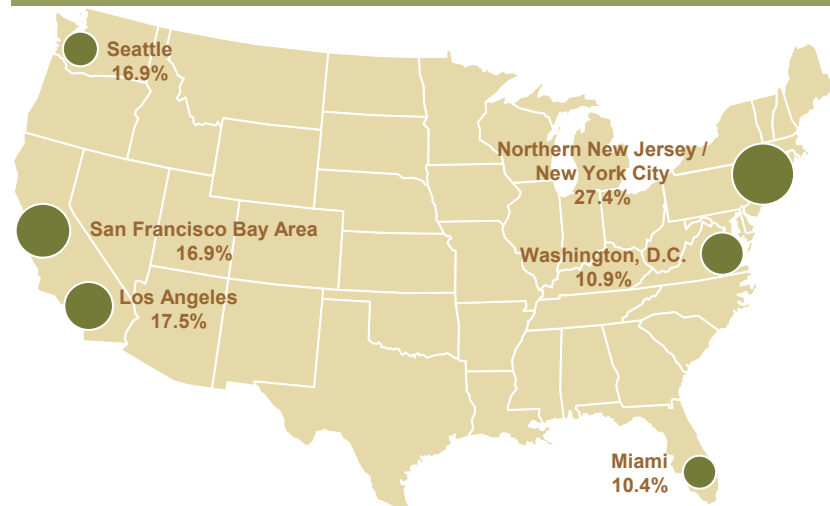 Seattle
16.9%
Northern New Jersey /
New York City
27.4%
San Francisco Bay Area
16.9%
Washington, D.C.
10.9%
Los Angeles
17.5%
Miami
10.4%